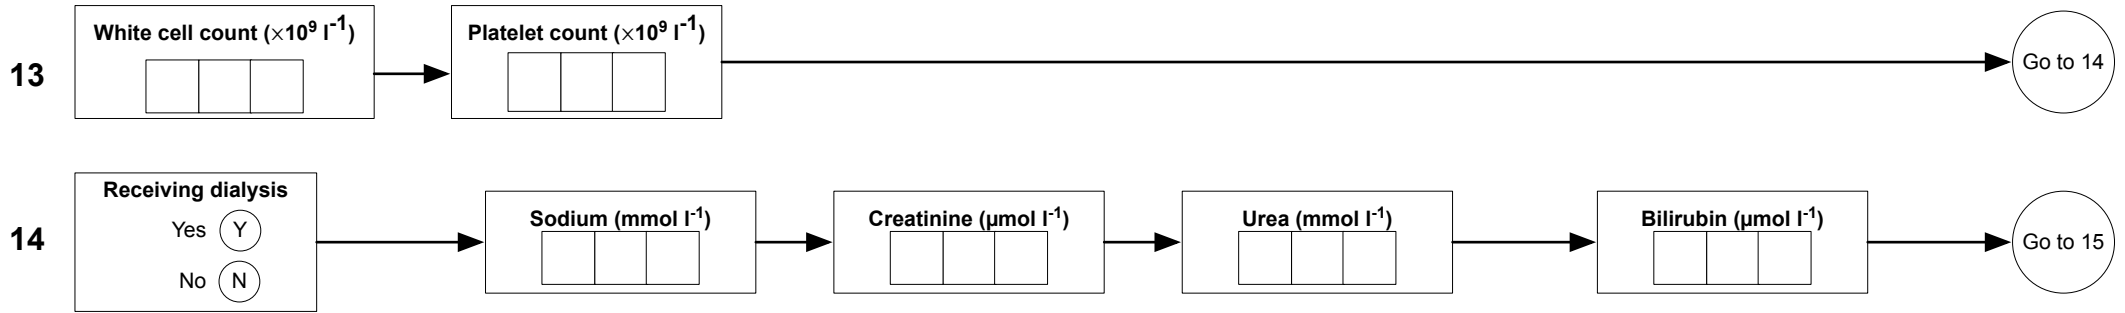 13
White cell count (×10⁹ l⁻¹)
Platelet count (×10⁹ l⁻¹)
Go to 14
14
Receiving dialysis
Yes Y
No N
Sodium (mmol l⁻¹)
Creatinine (µmol l⁻¹)
Urea (mmol l⁻¹)
Bilirubin (µmol l⁻¹)
Go to 15